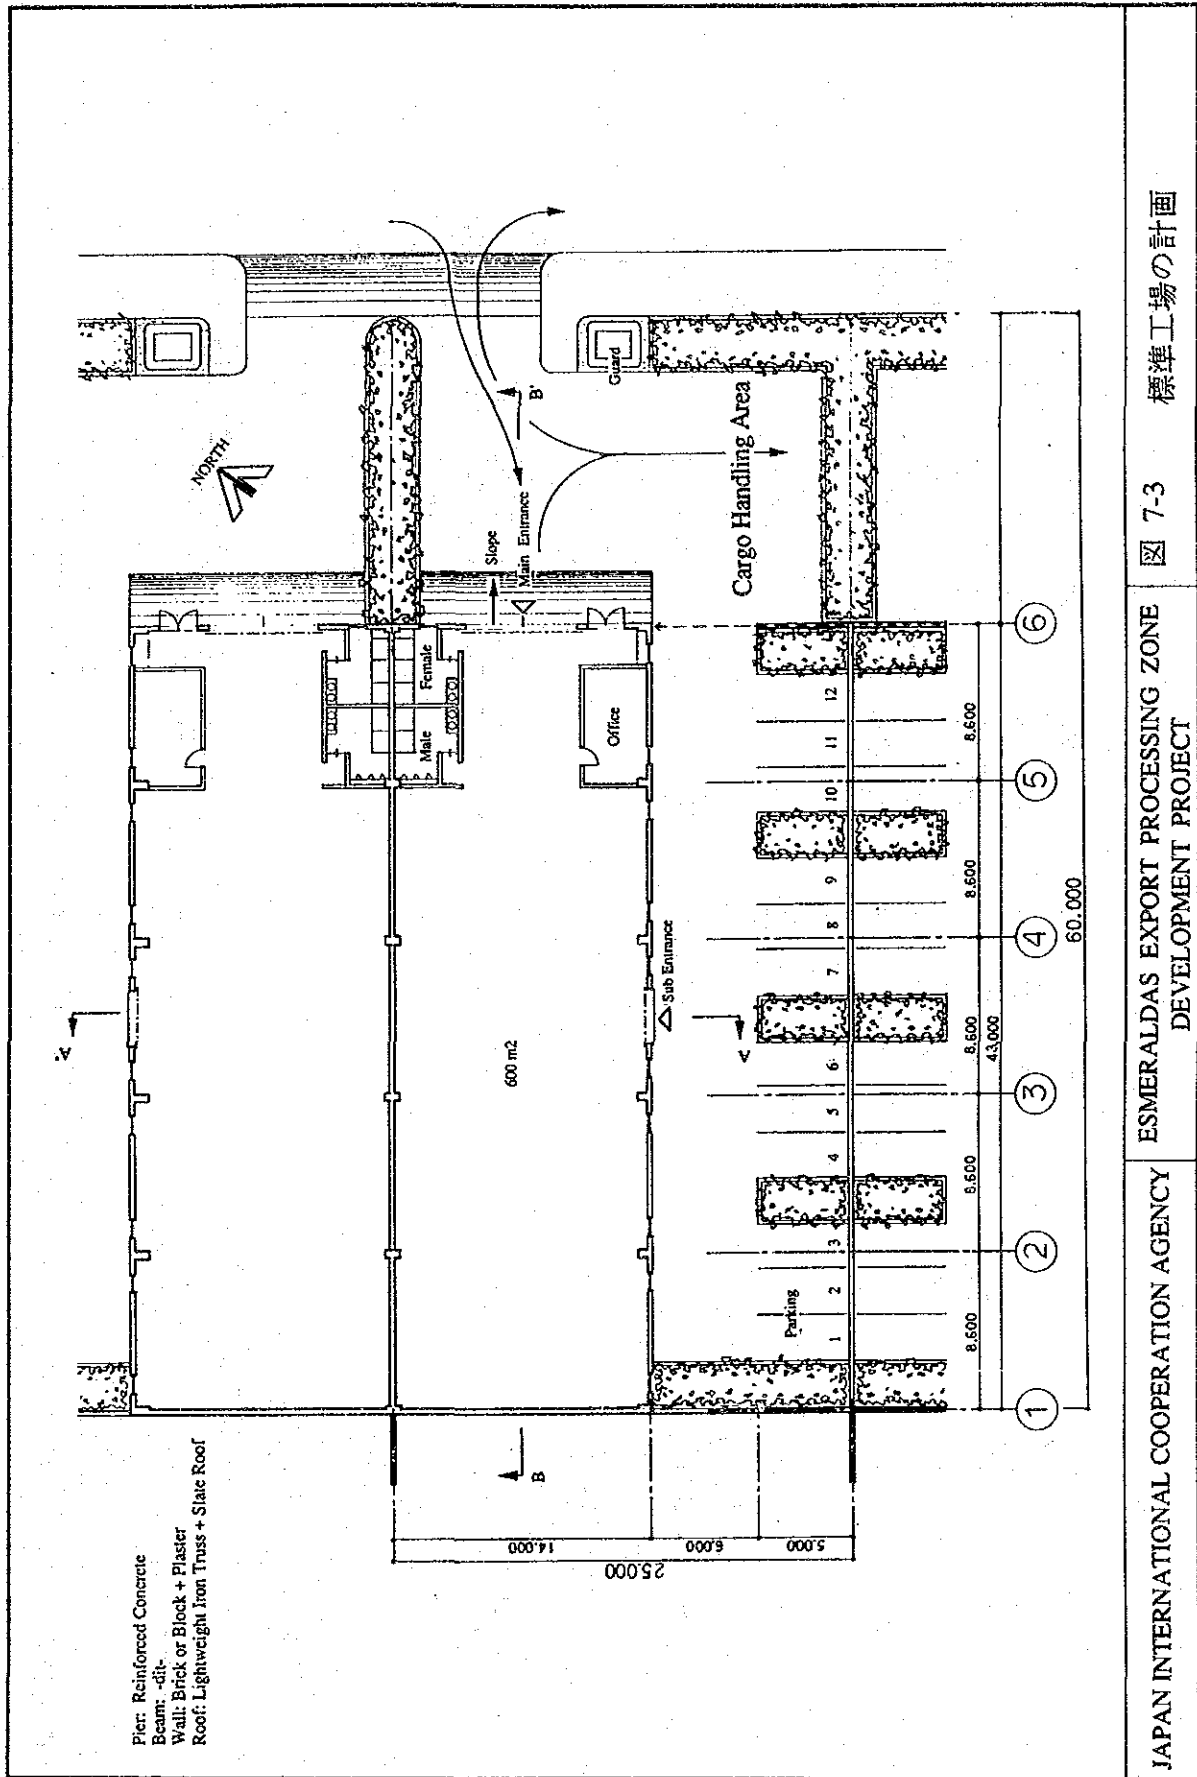 Pier: Reinforced Concrete
Beam: -dit-
Wall: Brick or Block + Plaster
Roof: Lightweight Iron Truss + Slate Roof
NORTH
A'
A
B
B'
Slope
Main Entrance
Guard
Cargo Handling Area
Male
Female
Office
600 m2
Sub Entrance
Parking
1 2 3 4 5 6 7 8 9 10 11 12
14.000
6.000
5.000
25.000
8.600 8.600 8.600 8.600 8.600
43.000
60.000
1 2 3 4 5 6
JAPAN INTERNATIONAL COOPERATION AGENCY
ESMERALDAS EXPORT PROCESSING ZONE
DEVELOPMENT PROJECT
図 7-3 標準工場の計画